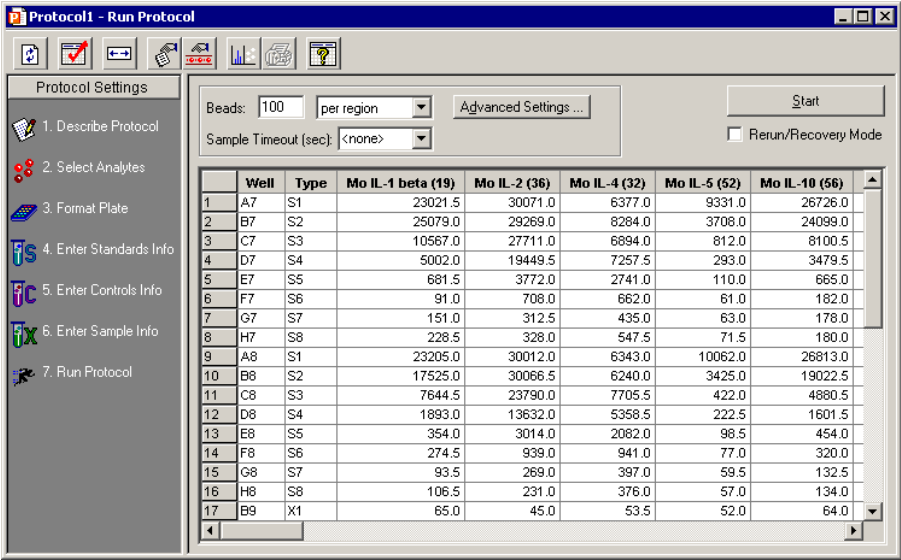 Protocol1 - Run Protocol
Protocol Settings
1. Describe Protocol
2. Select Analytes
3. Format Plate
4. Enter Standards Info
5. Enter Controls Info
6. Enter Sample Info
7. Run Protocol
Beads: 100 per region Advanced Settings ... Start
Sample Timeout (sec): <none> Rerun/Recovery Mode
Well Type Mo IL-1 beta (19) Mo IL-2 (36) Mo IL-4 (32) Mo IL-5 (52) Mo IL-10 (56)
1 A7 S1 23021.5 30071.0 6377.0 9331.0 26726.0
2 B7 S2 25079.0 29269.0 8284.0 3708.0 24099.0
3 C7 S3 10567.0 27711.0 6894.0 812.0 8100.5
4 D7 S4 5002.0 19449.5 7257.5 293.0 3479.5
5 E7 S5 681.5 3772.0 2741.0 110.0 665.0
6 F7 S6 91.0 708.0 662.0 61.0 182.0
7 G7 S7 151.0 312.5 435.0 63.0 178.0
8 H7 S8 228.5 328.0 547.5 71.5 180.0
9 A8 S1 23205.0 30012.0 6343.0 10062.0 26813.0
10 B8 S2 17525.0 30066.5 6240.0 3425.0 19022.5
11 C8 S3 7644.5 23790.0 7705.5 422.0 4880.5
12 D8 S4 1893.0 13632.0 5358.5 222.5 1601.5
13 E8 S5 354.0 3014.0 2082.0 98.5 454.0
14 F8 S6 274.5 939.0 941.0 77.0 320.0
15 G8 S7 93.5 269.0 397.0 59.5 132.5
16 H8 S8 106.5 231.0 376.0 57.0 134.0
17 B9 X1 65.0 45.0 53.5 52.0 64.0